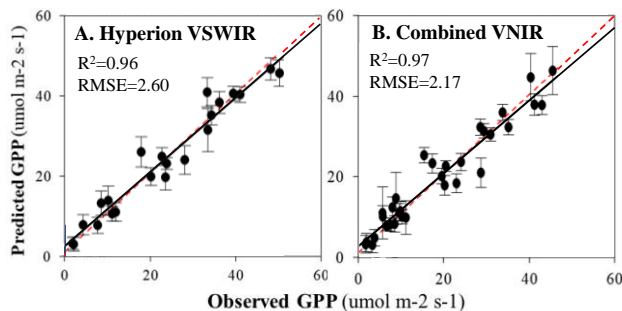 A. Hyperion VSWIR
R²=0.96
RMSE=2.60
B. Combined VNIR
R²=0.97
RMSE=2.17
Predicted GPP (umol m-2 s-1)
60
40
20
0
0 20 40 60
60
40
20
0
0 20 40 60
Observed GPP (umol m-2 s-1)